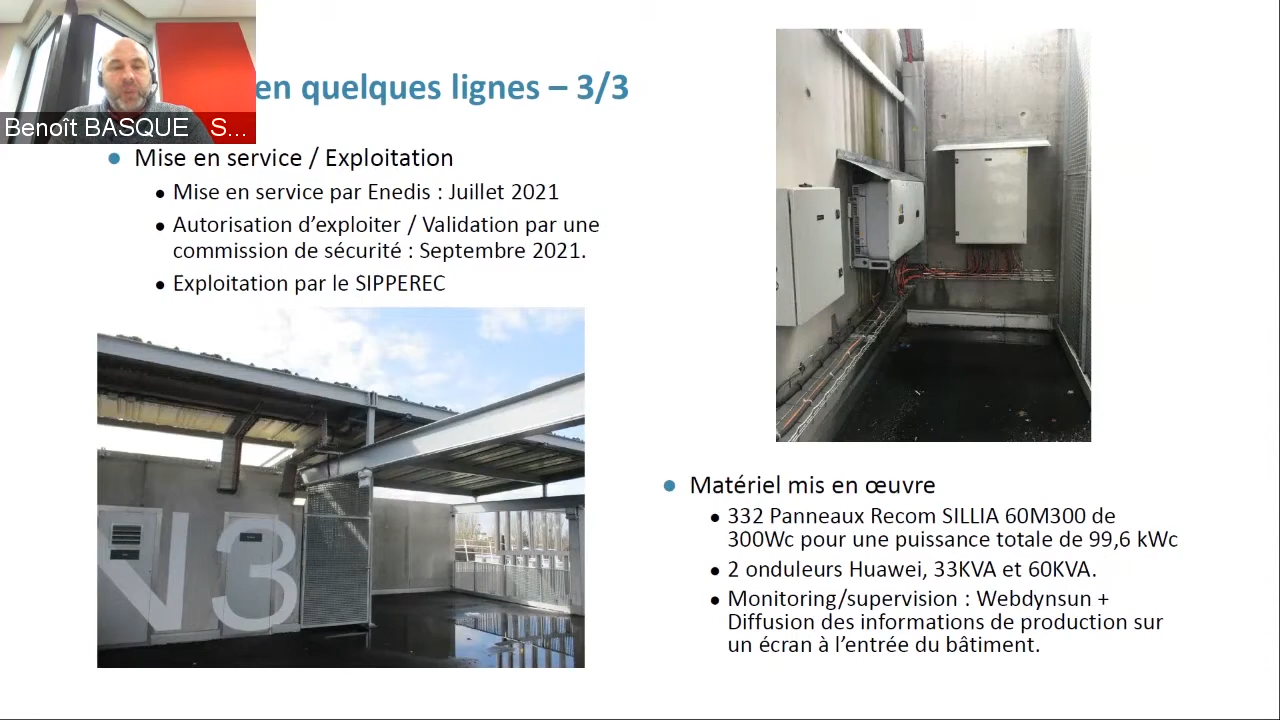 en quelques lignes – 3/3
Benoît BASQUE S...
Mise en service / Exploitation
Mise en service par Enedis : Juillet 2021
Autorisation d’exploiter / Validation par une
commission de sécurité : Septembre 2021.
Exploitation par le SIPPEREC
N3
Matériel mis en œuvre
332 Panneaux Recom SILLIA 60M300 de
300Wc pour une puissance totale de 99,6 kWc
2 onduleurs Huawei, 33KVA et 60KVA.
Monitoring/supervision : Webdynsun +
Diffusion des informations de production sur
un écran à l’entrée du bâtiment.